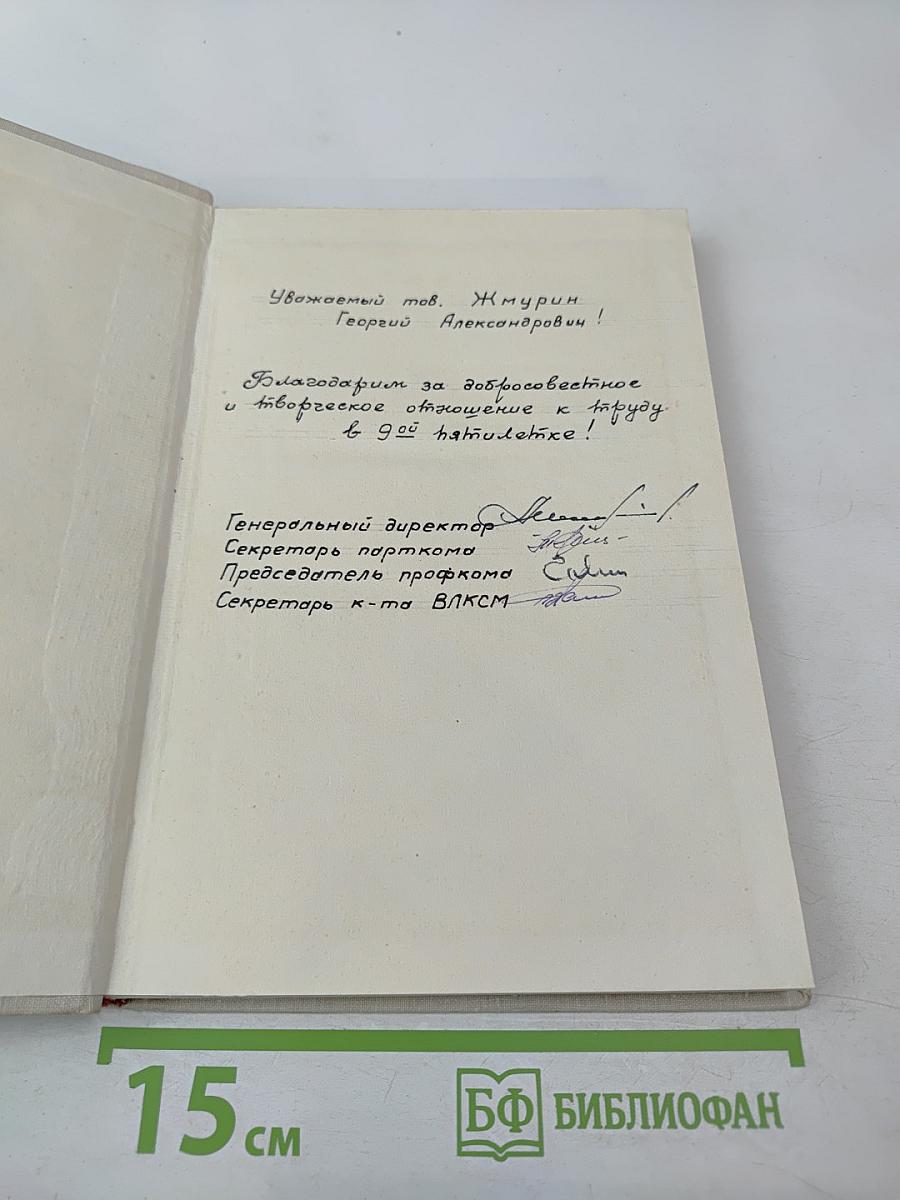 Уважаемый тов. Жмурин
Георгий Александрович!
Благодарим за добросовестное
и творческое отношение к труду
в 9ой пятилетке!
Генеральный директор
Секретарь парткома
Председатель профкома
Секретарь к-та ВЛКСМ
15 см
БФ БИБЛИОФАН